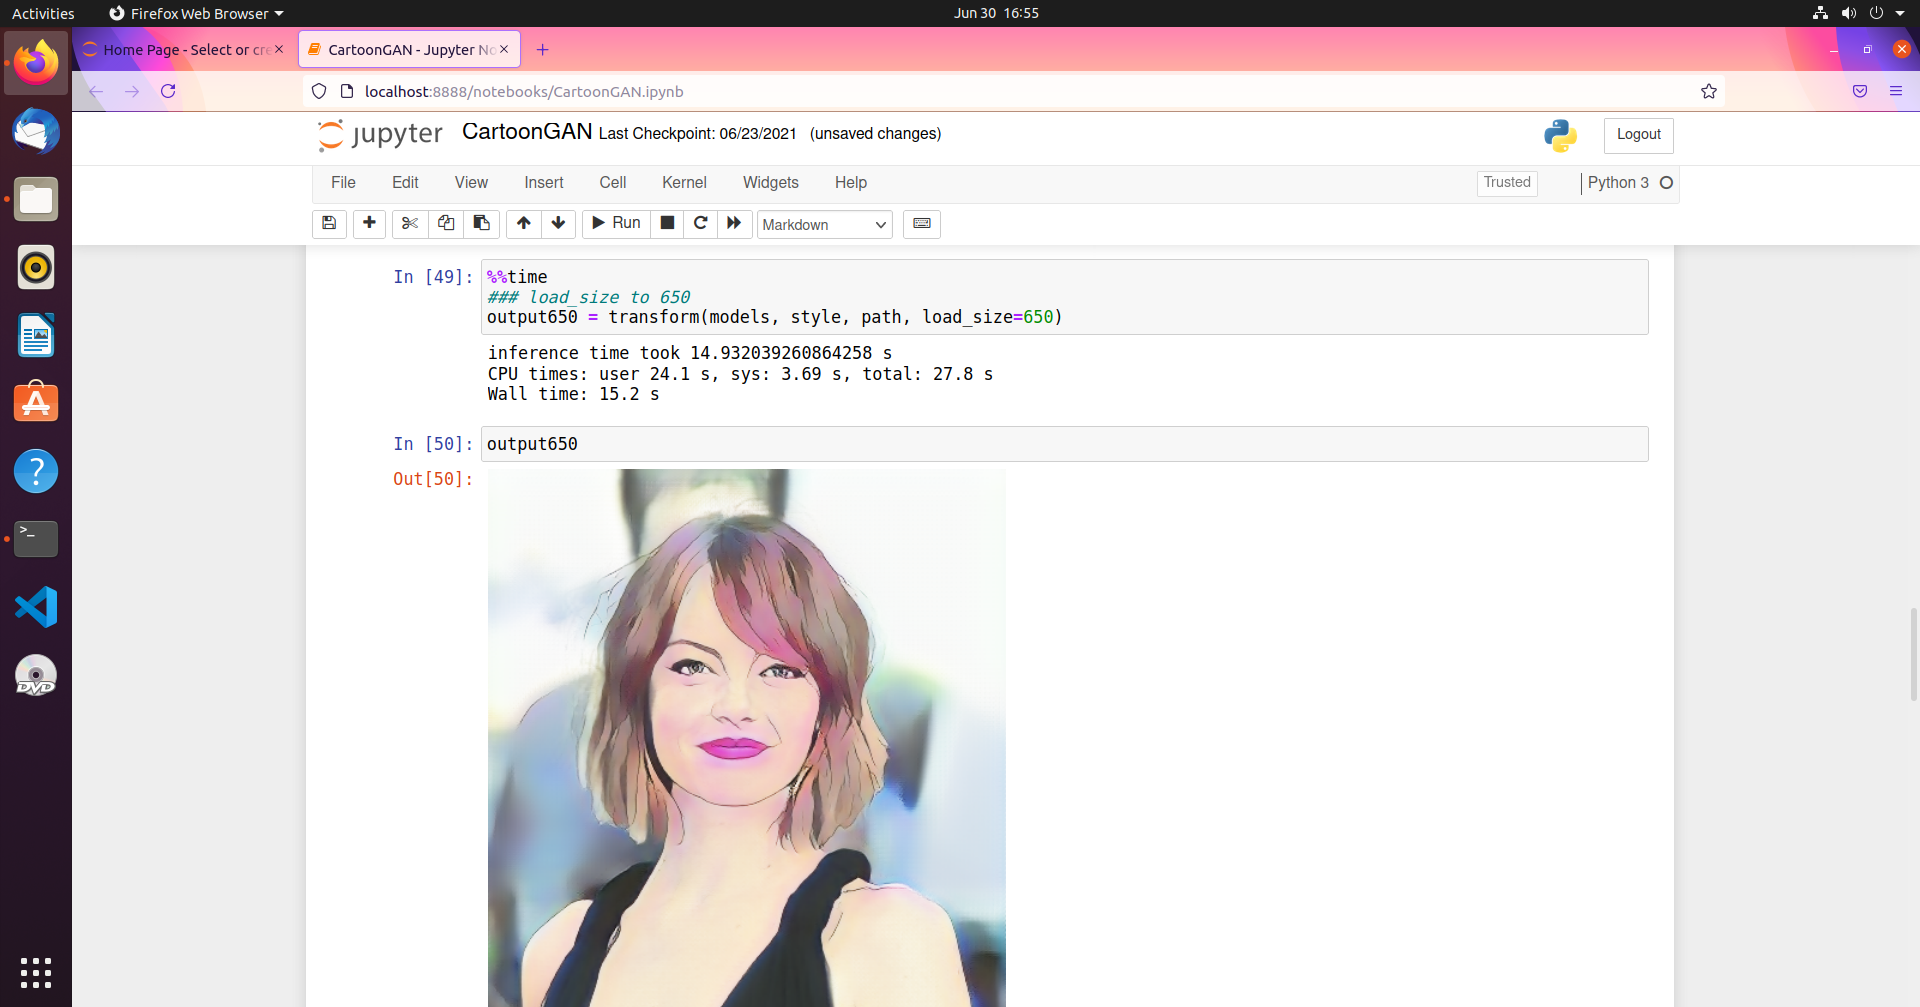 Activities
Firefox Web Browser
Jun 30 16:55
Home Page - Select or cre
CartoonGAN - Jupyter No
localhost:8888/notebooks/CartoonGAN.ipynb
jupyter
CartoonGAN Last Checkpoint: 06/23/2021 (unsaved changes)
Logout
File Edit View Insert Cell Kernel Widgets Help
Trusted
Python 3
Run
Markdown
In [49]:
%%time
### load_size to 650
output650 = transform(models, style, path, load_size=650)
inference time took 14.932039260864258 s
CPU times: user 24.1 s, sys: 3.69 s, total: 27.8 s
Wall time: 15.2 s
In [50]:
output650
Out[50]:
>_
DVD